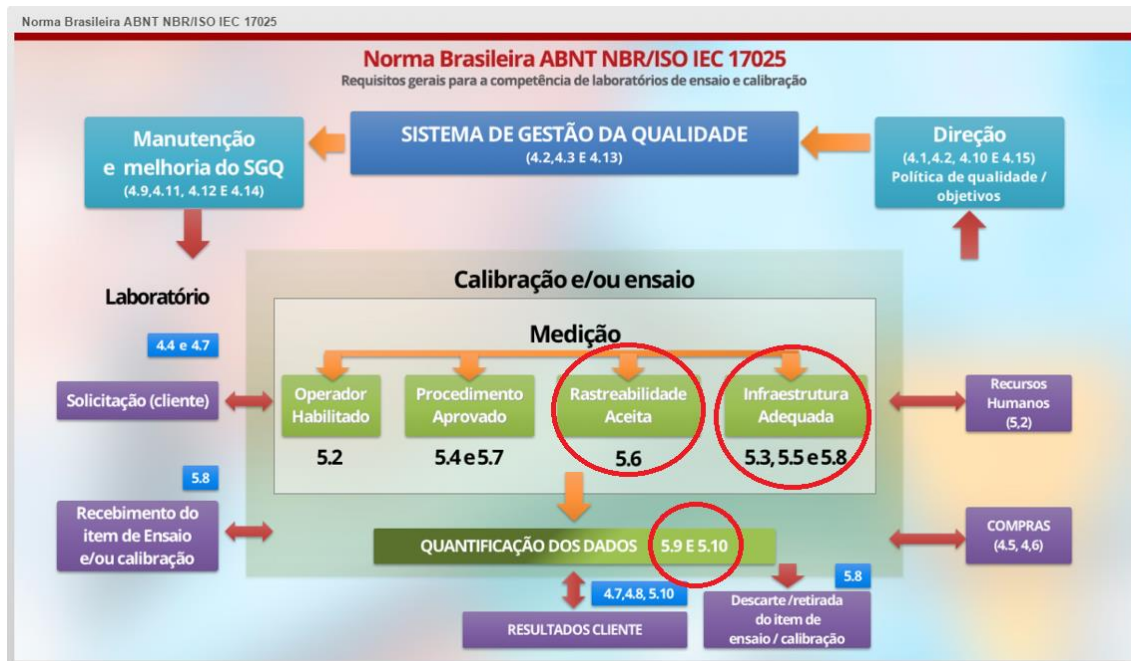 Norma Brasileira ABNT NBR/ISO IEC 17025
Norma Brasileira ABNT NBR/ISO IEC 17025
Requisitos gerais para a competência de laboratórios de ensaio e calibração
Manutenção
e melhoria do SGQ
(4.9,4.11, 4.12 E 4.14)
SISTEMA DE GESTÃO DA QUALIDADE
(4.2,4.3 E 4.13)
Direção
(4.1,4.2, 4.10 E 4.15)
Política de qualidade /
objetivos
Laboratório
Calibração e/ou ensaio
Medição
4.4 e 4.7
Solicitação (cliente)
Operador
Habilitado
Procedimento
Aprovado
Rastreabilidade
Aceita
Infraestrutura
Adequada
Recursos
Humanos
(5,2)
5.2
5.4 e 5.7
5.6
5.3, 5.5 e 5.8
5.8
Recebimento do
item de Ensaio
e/ou calibração
QUANTIFICAÇÃO DOS DADOS 5.9 E 5.10
COMPRAS
(4.5, 4,6)
4.7,4.8, 5.10
5.8
RESULTADOS CLIENTE
Descarte /retirada
do item de
ensaio / calibração